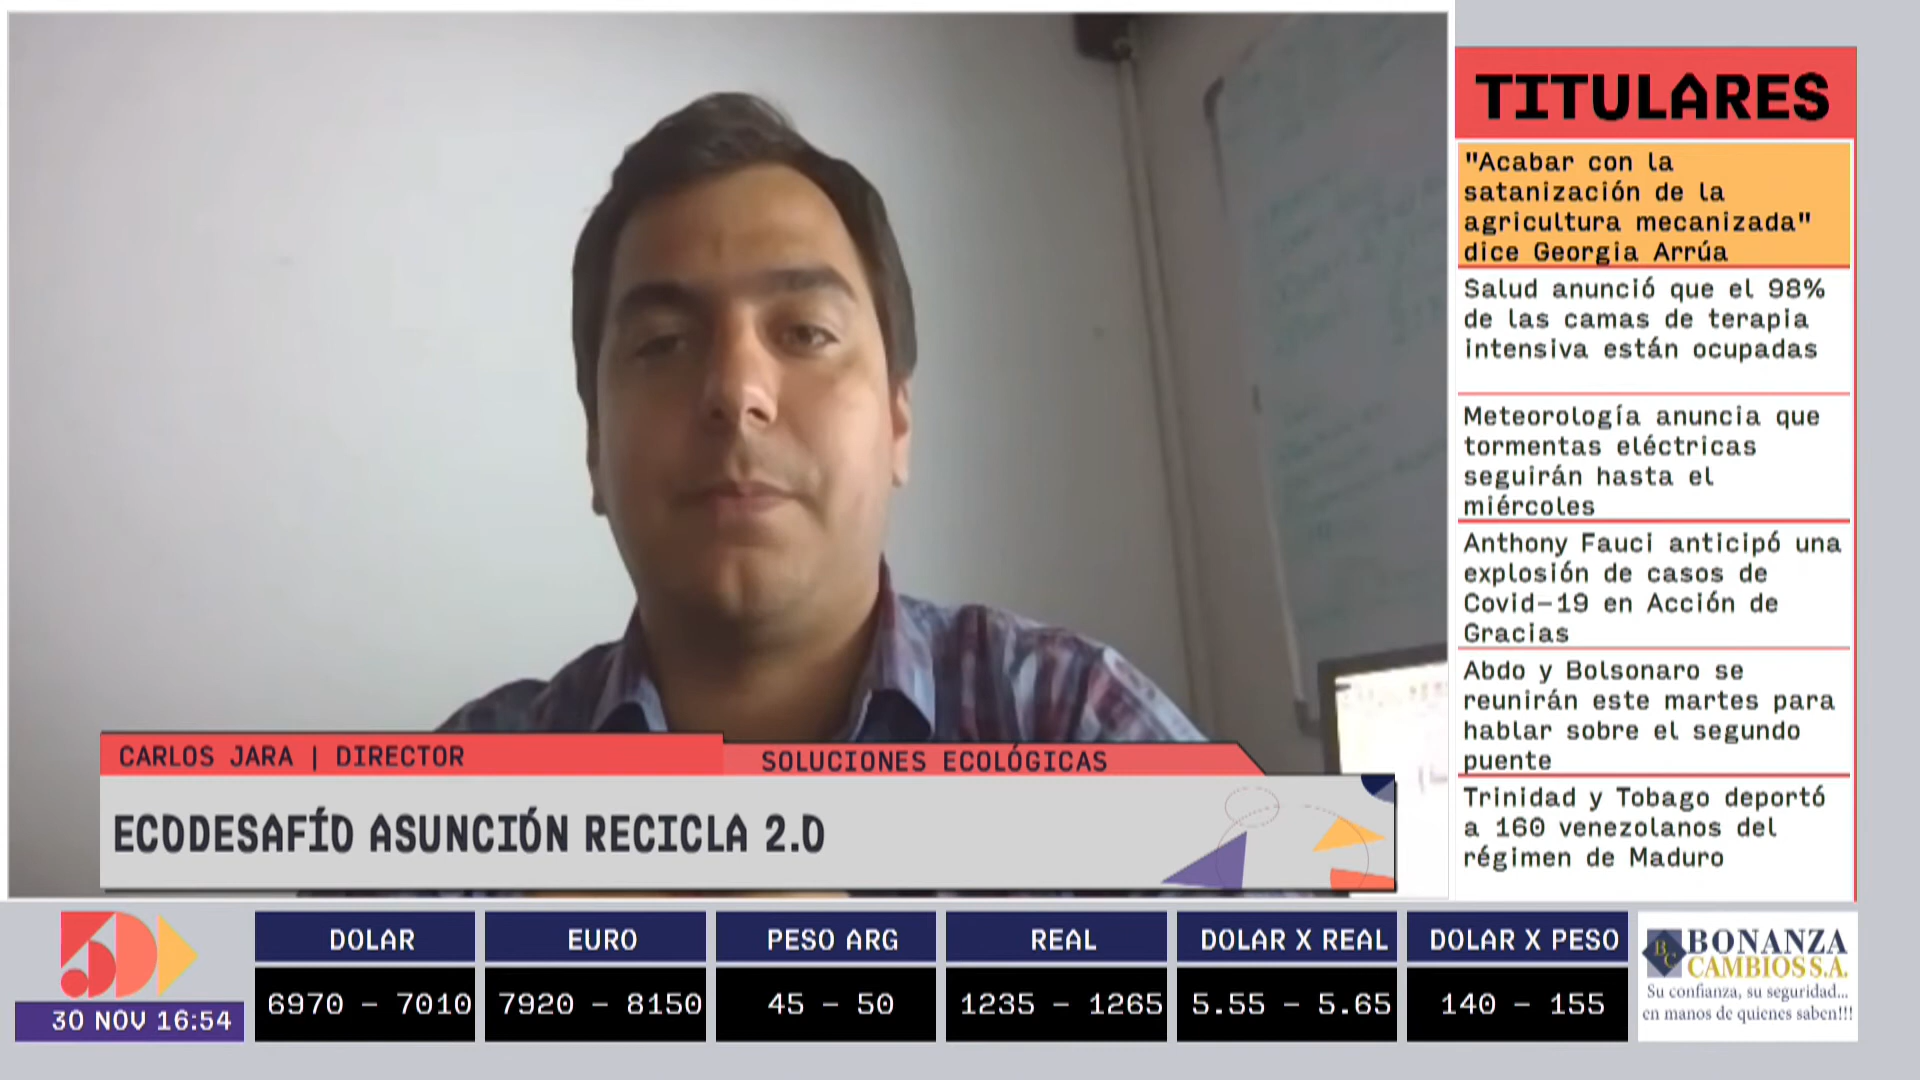 TITULARES
"Acabar con la
satanización de la
agricultura mecanizada"
dice Georgia Arrúa
Salud anunció que el 98%
de las camas de terapia
intensiva están ocupadas
Meteorología anuncia que
tormentas eléctricas
seguirán hasta el
miércoles
Anthony Fauci anticipó una
explosión de casos de
Covid-19 en Acción de
Gracias
Abdo y Bolsonaro se
reunirán este martes para
hablar sobre el segundo
puente
Trinidad y Tobago deportó
a 160 venezolanos del
régimen de Maduro
CARLOS JARA | DIRECTOR
SOLUCIONES ECOLÓGICAS
ECODESAFÍO ASUNCIÓN RECICLA 2.0
5D
30 NOV 16:54
DOLAR
6970 - 7010
EURO
7920 - 8150
PESO ARG
45 - 50
REAL
1235 - 1265
DOLAR X REAL
5.55 - 5.65
DOLAR X PESO
140 - 155
BC
BONANZA
CAMBIOS S.A.
Su confianza, su seguridad...
en manos de quienes saben!!!